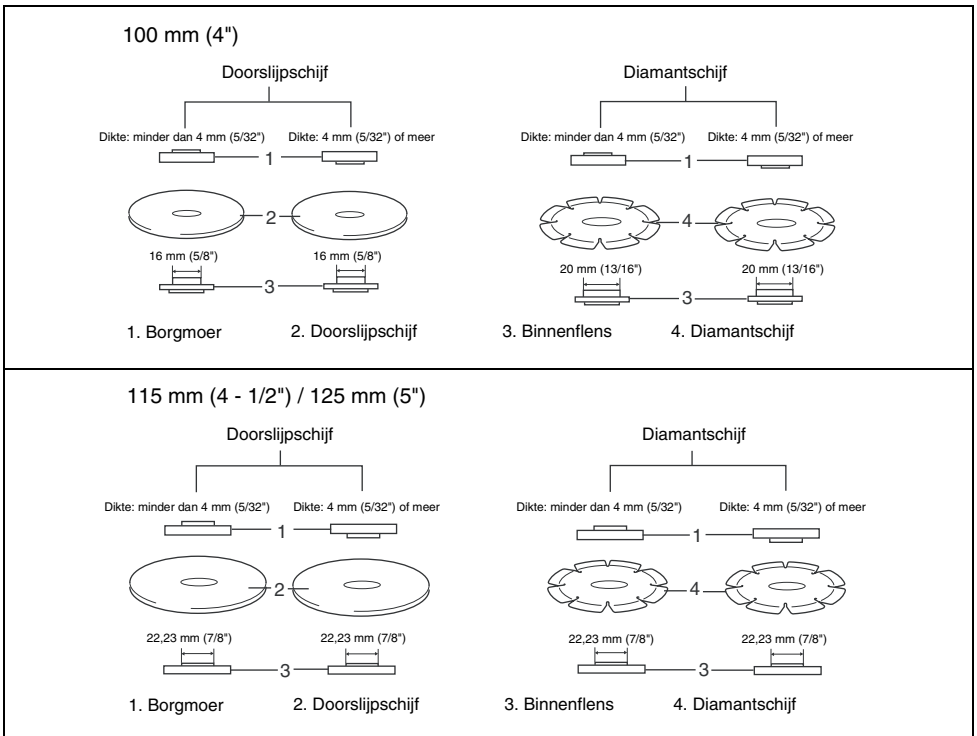 100 mm (4")
Doorslijpschijf
Diamantschijf
Dikte: minder dan 4 mm (5/32") Dikte: 4 mm (5/32") of meer
Dikte: minder dan 4 mm (5/32") Dikte: 4 mm (5/32") of meer
1
1
2
4
16 mm (5/8") 16 mm (5/8")
20 mm (13/16") 20 mm (13/16")
3
3
1. Borgmoer 2. Doorslijpschijf 3. Binnenflens 4. Diamantschijf
115 mm (4 - 1/2") / 125 mm (5")
Doorslijpschijf
Diamantschijf
Dikte: minder dan 4 mm (5/32") Dikte: 4 mm (5/32") of meer
Dikte: minder dan 4 mm (5/32") Dikte: 4 mm (5/32") of meer
1
1
2
4
22,23 mm (7/8") 22,23 mm (7/8")
22,23 mm (7/8") 22,23 mm (7/8")
3
3
1. Borgmoer 2. Doorslijpschijf 3. Binnenflens 4. Diamantschijf